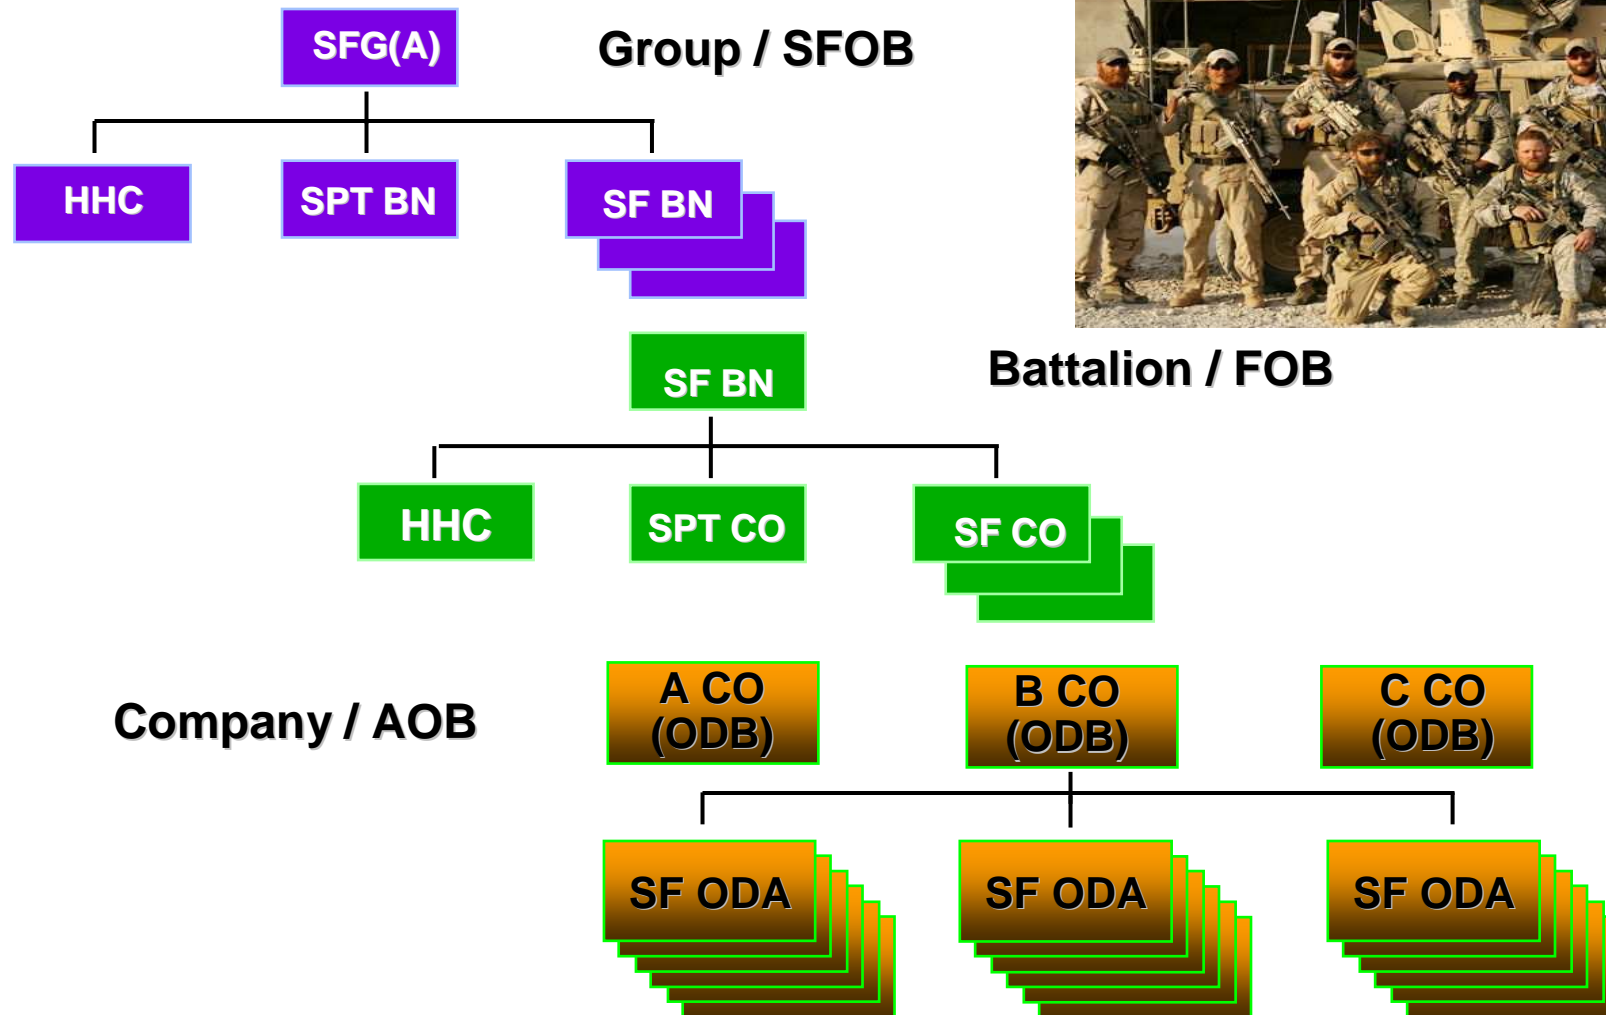 SFG(A)
Group / SFOB
HHC
SPT BN
SF BN
Battalion / FOB
SF BN
HHC
SPT CO
SF CO
Company / AOB
A CO
(ODB)
B CO
(ODB)
C CO
(ODB)
SF ODA
SF ODA
SF ODA